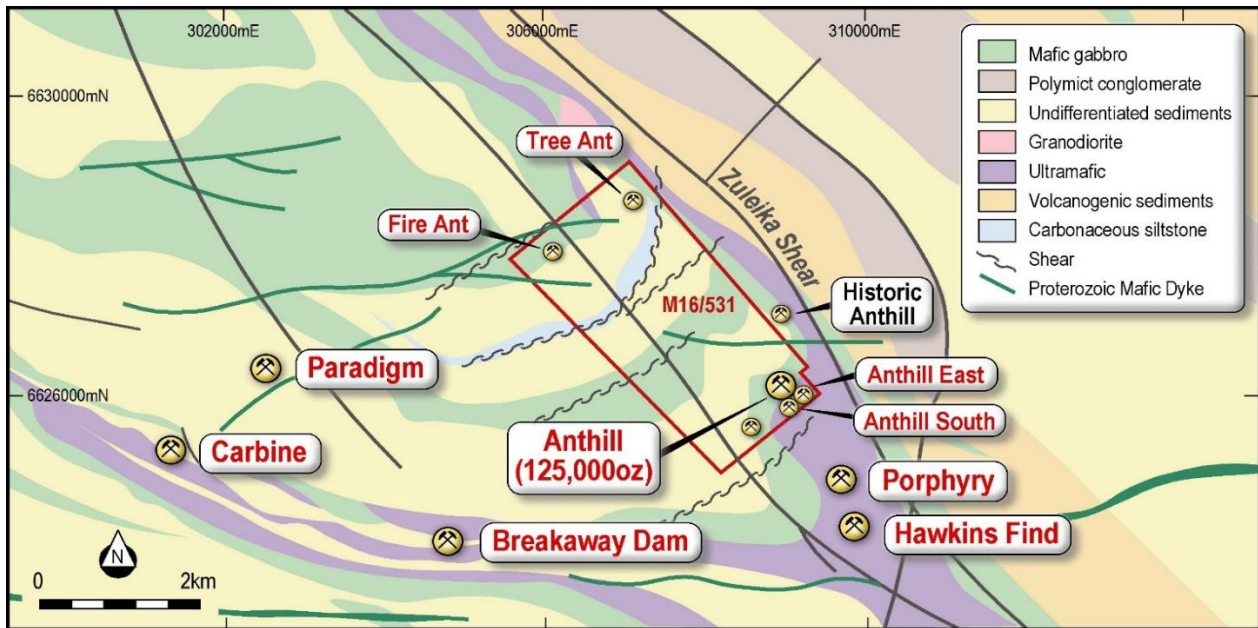 302000mE
306000mE
310000mE
6630000mN
6626000mN
Mafic gabbro
Polymict conglomerate
Undifferentiated sediments
Granodiorite
Ultramafic
Volcanogenic sediments
Carbonaceous siltstone
Shear
Proterozoic Mafic Dyke
Tree Ant
Fire Ant
Zuleika Shear
M16/531
Historic
Anthill
Paradigm
Anthill East
Anthill South
Carbine
Anthill
(125,000oz)
Porphyry
Breakaway Dam
Hawkins Find
N
0
2km